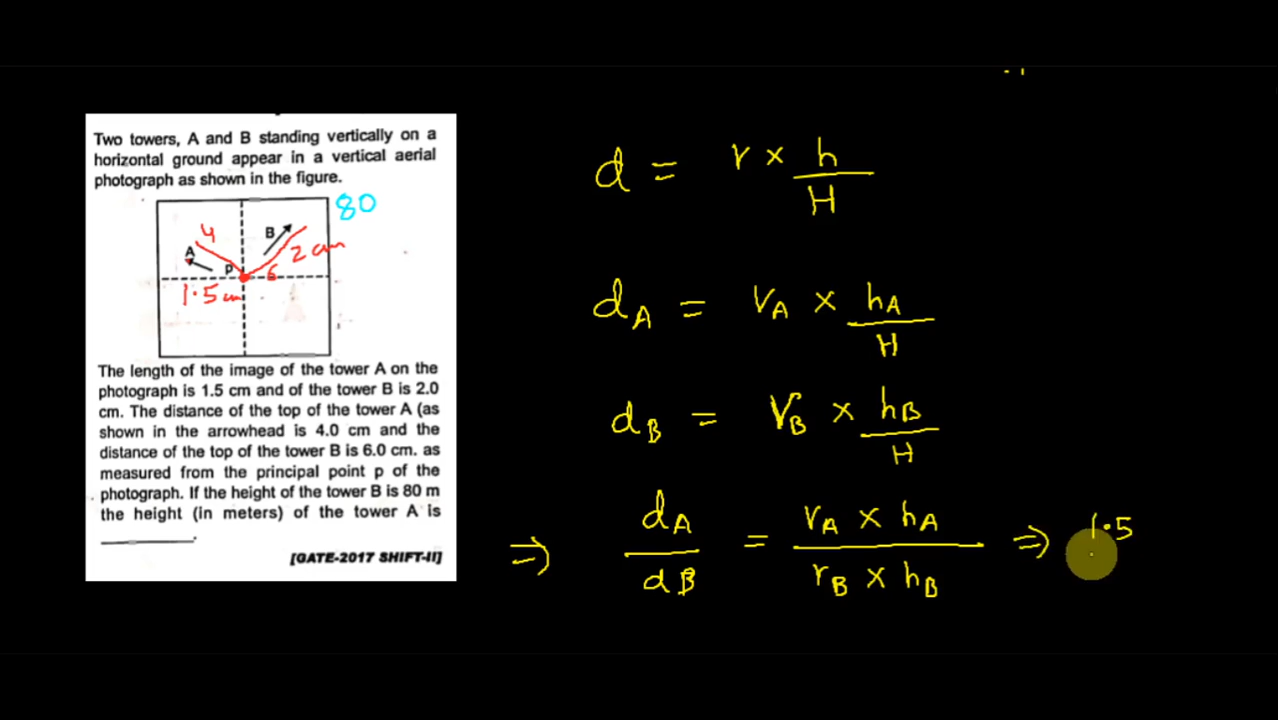 Two towers, A and B standing vertically on a
horizontal ground appear in a vertical aerial
photograph as shown in the figure.
80
4
B
A
2 cm
P
6
1.5 cm
The length of the image of the tower A on the
photograph is 1.5 cm and of the tower B is 2.0
cm. The distance of the top of the tower A (as
shown in the arrowhead is 4.0 cm and the
distance of the top of the tower B is 6.0 cm. as
measured from the principal point p of the
photograph. If the height of the tower B is 80 m
the height (in meters) of the tower A is
[GATE-2017 SHIFT-II]
d = r × h/H
dA = rA × hA/H
dB = rB × hB/H
⇒ dA/dB = rA × hA / rB × hB ⇒ 1.5